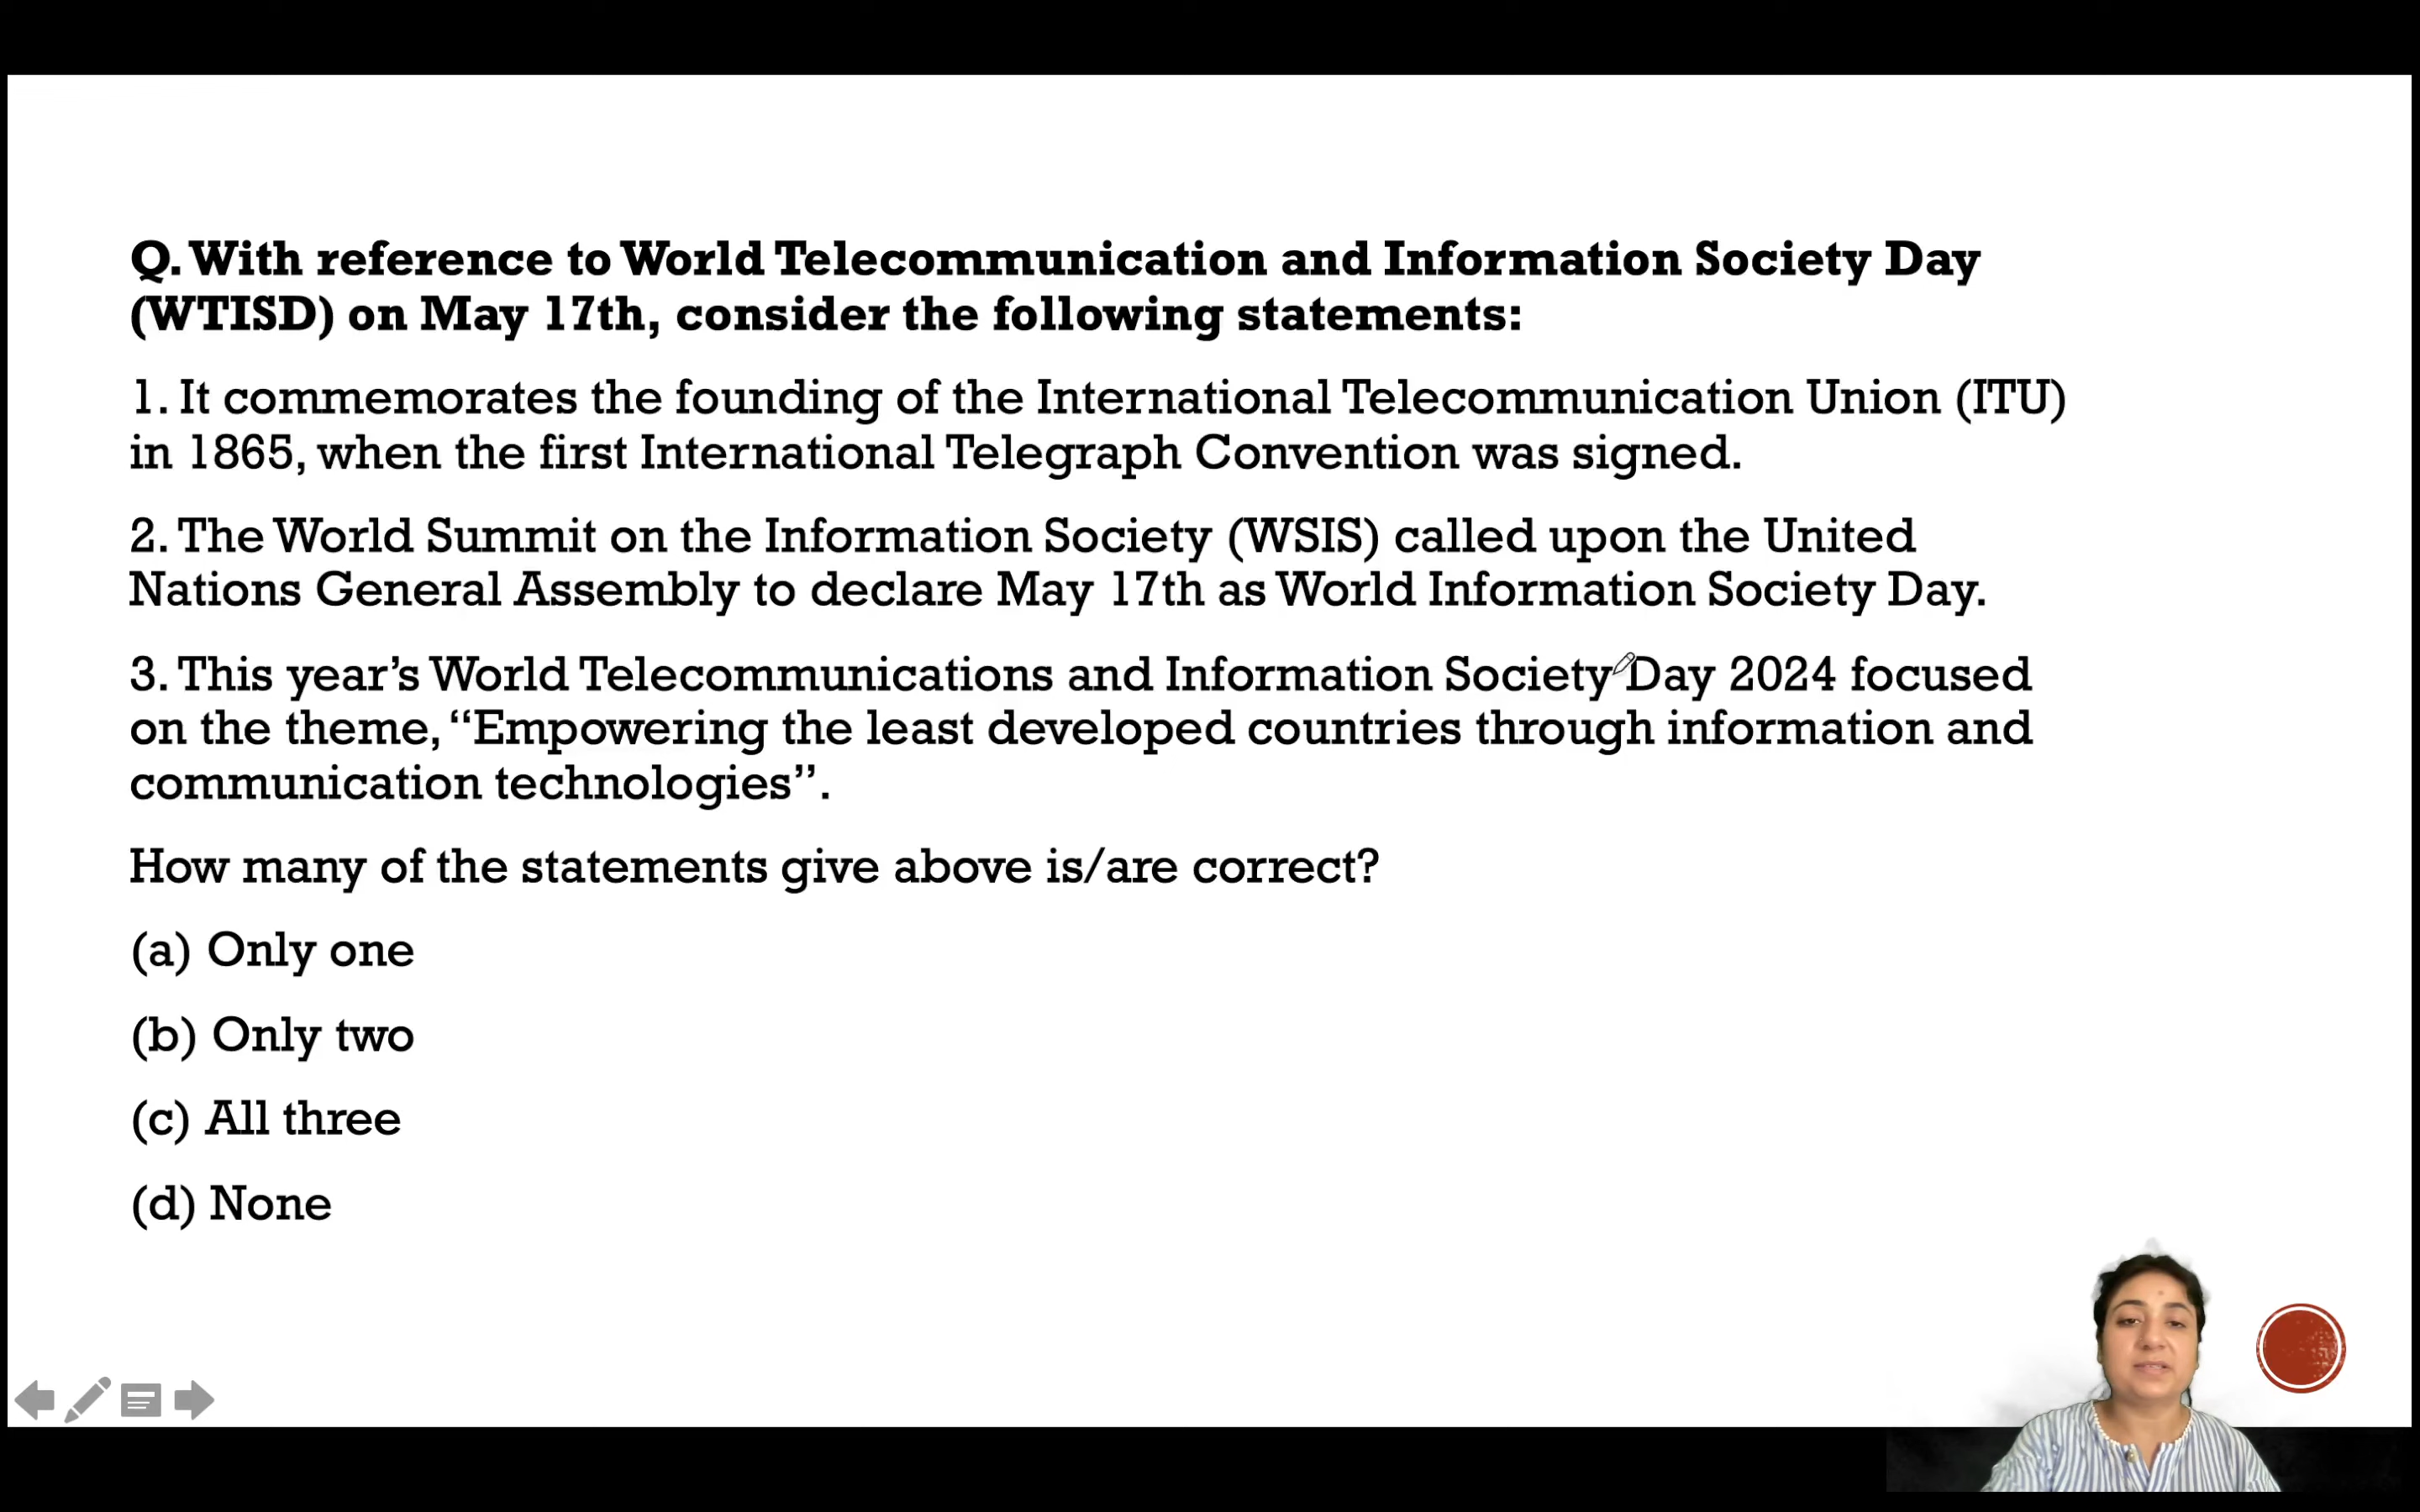 Q. With reference to World Telecommunication and Information Society Day
(WTISD) on May 17th, consider the following statements:
1. It commemorates the founding of the International Telecommunication Union (ITU)
in 1865, when the first International Telegraph Convention was signed.
2. The World Summit on the Information Society (WSIS) called upon the United
Nations General Assembly to declare May 17th as World Information Society Day.
3. This year’s World Telecommunications and Information Society Day 2024 focused
on the theme, “Empowering the least developed countries through information and
communication technologies”.
How many of the statements give above is/are correct?
(a) Only one
(b) Only two
(c) All three
(d) None